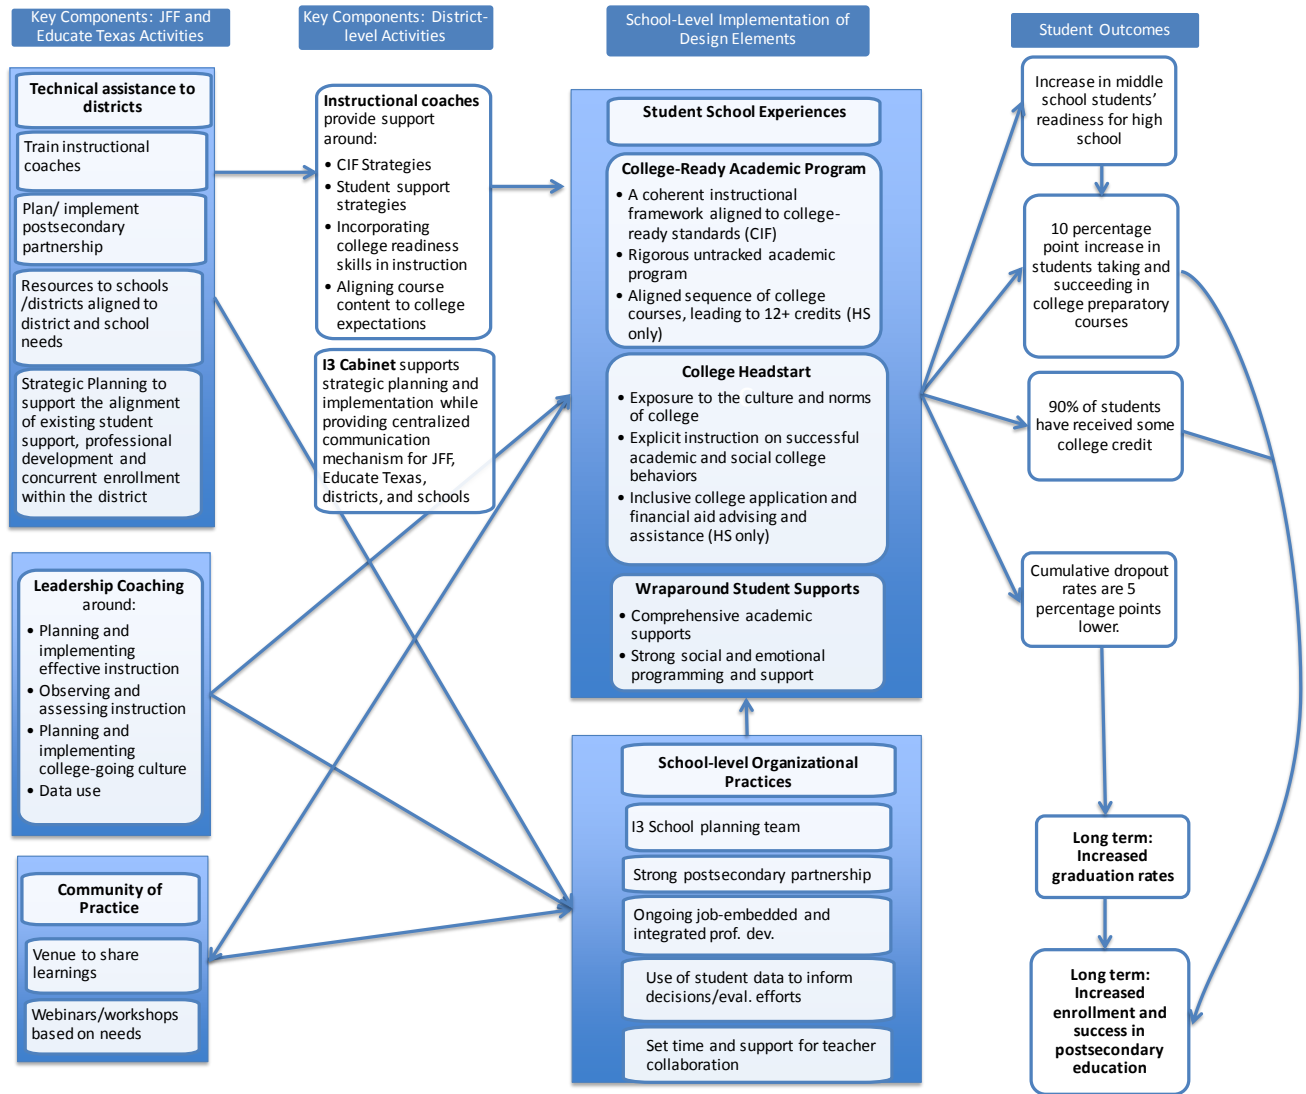 Key Components: JFF and
Educate Texas Activities
Technical assistance to
districts
Train instructional
coaches
Plan/ implement
postsecondary
partnership
Resources to schools
/districts aligned to
district and school
needs
Strategic Planning to
support the alignment
of existing student
support, professional
development and
concurrent enrollment
within the district
Leadership Coaching
around:
• Planning and
implementing
effective instruction
• Observing and
assessing instruction
• Planning and
implementing
college-going culture
• Data use
Community of
Practice
Venue to share
learnings
Webinars/workshops
based on needs
Key Components: District-
level Activities
Instructional coaches
provide support
around:
• CIF Strategies
• Student support
strategies
• Incorporating
college readiness
skills in instruction
• Aligning course
content to college
expectations
I3 Cabinet supports
strategic planning and
implementation while
providing centralized
communication
mechanism for JFF,
Educate Texas,
districts, and schools
School-Level Implementation of
Design Elements
Student School Experiences
College-Ready Academic Program
• A coherent instructional
framework aligned to college-
ready standards (CIF)
• Rigorous untracked academic
program
• Aligned sequence of college
courses, leading to 12+ credits (HS
only)
College Headstart
• Exposure to the culture and norms
of college
• Explicit instruction on successful
academic and social college
behaviors
• Inclusive college application and
financial aid advising and
assistance (HS only)
Wraparound Student Supports
• Comprehensive academic
supports
• Strong social and emotional
programming and support
School-level Organizational
Practices
I3 School planning team
Strong postsecondary partnership
Ongoing job-embedded and
integrated prof. dev.
Use of student data to inform
decisions/eval. efforts
Set time and support for teacher
collaboration
Student Outcomes
Increase in middle
school students'
readiness for high
school
10 percentage
point increase in
students taking and
succeeding in
college preparatory
courses
90% of students
have received some
college credit
Cumulative dropout
rates are 5
percentage points
lower.
Long term:
Increased
graduation rates
Long term:
Increased
enrollment and
success in
postsecondary
education